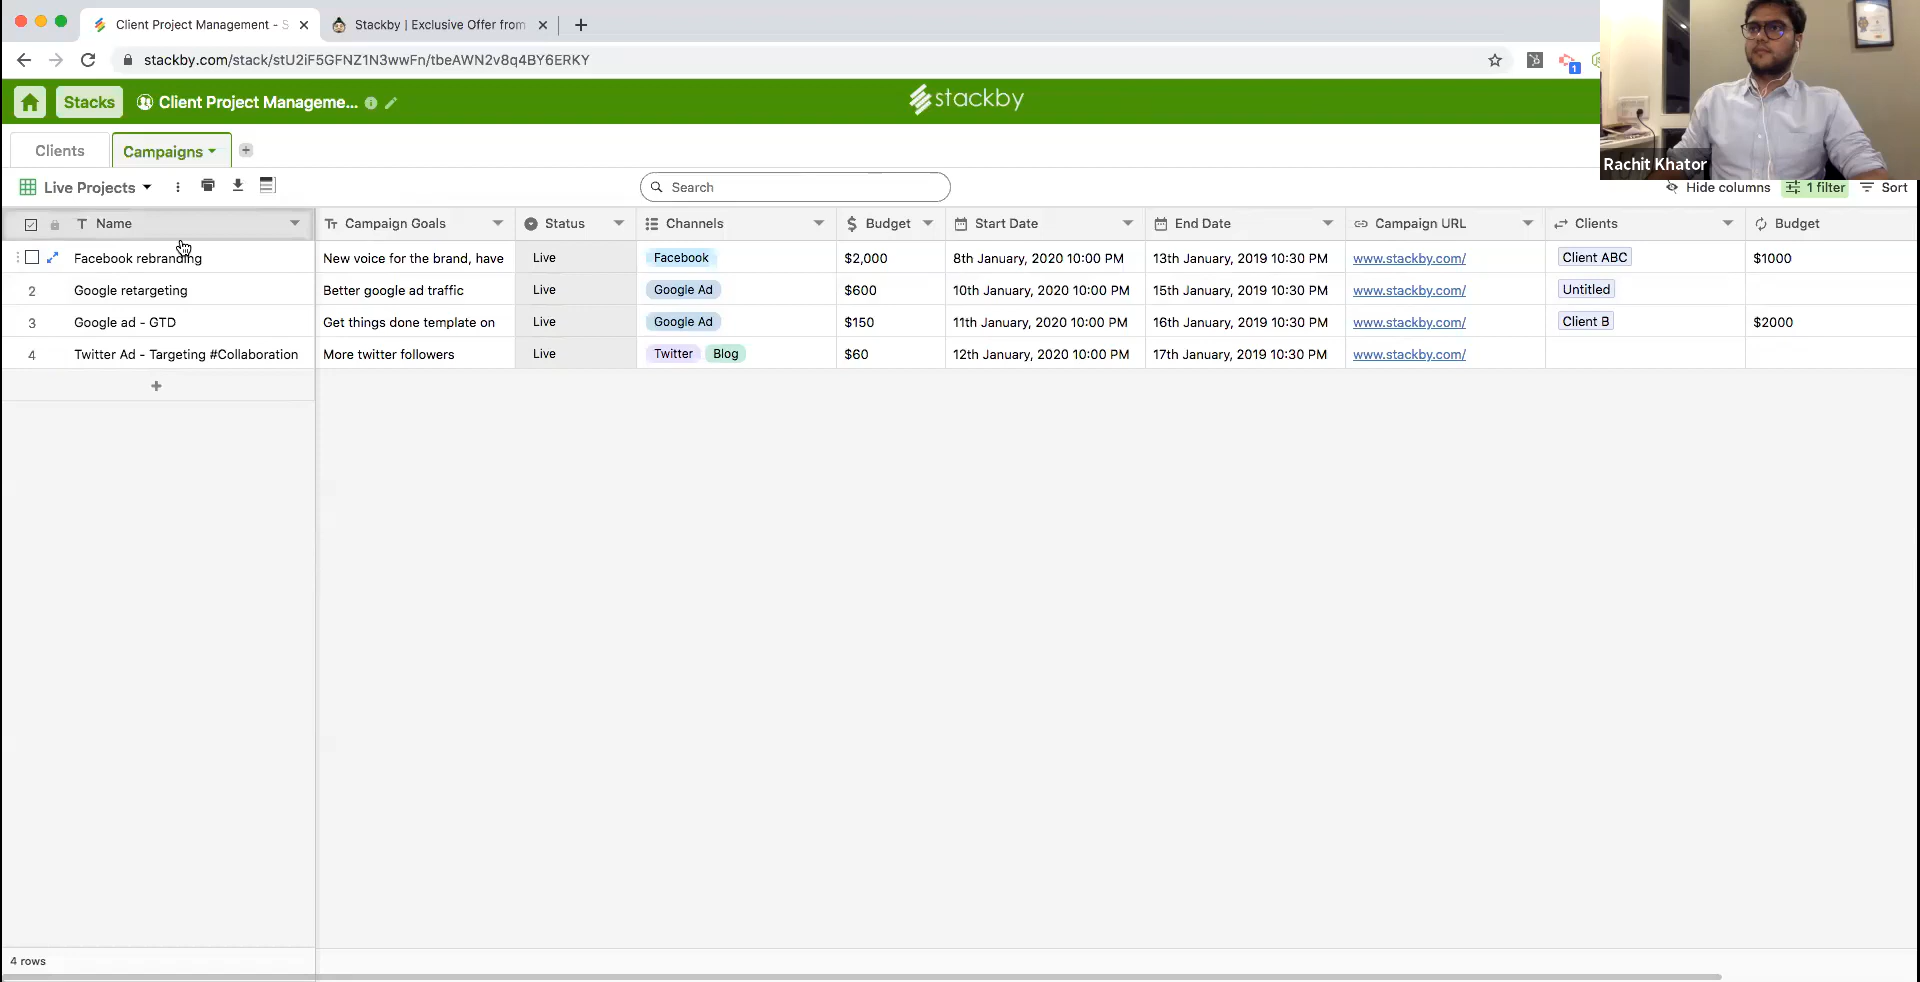 Client Project Management - S
Stackby | Exclusive Offer from
stackby.com/stack/stU2iF5GFNZ1N3wwFn/tbeAWN2v8q4BY6ERKY
1
Stacks
Client Project Manageme...
stackby
Rachit Khator
Clients
Campaigns
Live Projects
Search
Hide columns
1 filter
Sort
Name Campaign Goals Status Channels Budget Start Date End Date Campaign URL Clients Budget
Facebook rebranding New voice for the brand, have Live Facebook $2,000 8th January, 2020 10:00 PM 13th January, 2019 10:30 PM www.stackby.com/ Client ABC $1000
2 Google retargeting Better google ad traffic Live Google Ad $600 10th January, 2020 10:00 PM 15th January, 2019 10:30 PM www.stackby.com/ Untitled
3 Google ad - GTD Get things done template on Live Google Ad $150 11th January, 2020 10:00 PM 16th January, 2019 10:30 PM www.stackby.com/ Client B $2000
4 Twitter Ad - Targeting #Collaboration More twitter followers Live Twitter Blog $60 12th January, 2020 10:00 PM 17th January, 2019 10:30 PM www.stackby.com/
4 rows